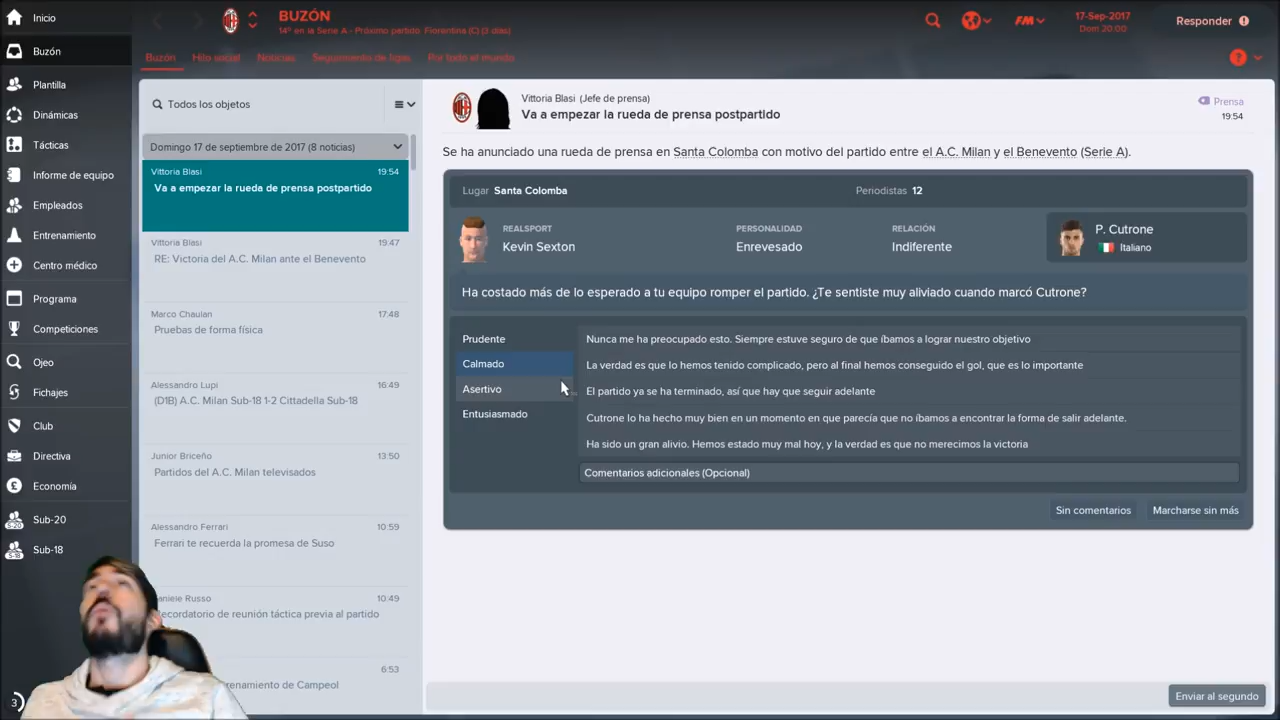 Inicio
BUZÓN
14º en la Serie A - Próximo partido: Fiorentina (C) (3 días)
FM
17-Sep-2017
Dom 20:00
Responder
Buzón
Buzón
Hilo social
Noticias
Seguimiento de ligas
Por todo el mundo
Plantilla
Dinámicas
Tácticas
Informe de equipo
Empleados
Entrenamiento
Centro médico
Programa
Competiciones
Ojeo
Fichajes
Club
Directiva
Economía
Sub-20
Sub-18
Todos los objetos
Domingo 17 de septiembre de 2017 (8 noticias)
Vittoria Blasi 19:54
Va a empezar la rueda de prensa postpartido
Vittoria Blasi 19:47
RE: Victoria del A.C. Milan ante el Benevento
Marco Chauian 17:48
Pruebas de forma física
Alessandro Lupi 16:49
(D1B) A.C. Milan Sub-18 1-2 Cittadella Sub-18
Junior Briceño 13:50
Partidos del A.C. Milan televisados
Alessandro Ferrari 10:59
Ferrari te recuerda la promesa de Suso
Daniele Russo 10:49
Recordatorio de reunión táctica previa al partido
6:53
renamiento de Campeol
Vittoria Blasi (Jefe de prensa)
Va a empezar la rueda de prensa postpartido
Prensa
19:54
Se ha anunciado una rueda de prensa en Santa Colomba con motivo del partido entre el A.C. Milan y el Benevento (Serie A).
Lugar Santa Colomba
Periodistas 12
REALSPORT
Kevin Sexton
PERSONALIDAD
Enrevesado
RELACIÓN
Indiferente
P. Cutrone
Italiano
Ha costado más de lo esperado a tu equipo romper el partido. ¿Te sentiste muy aliviado cuando marcó Cutrone?
Prudente
Calmado
Asertivo
Entusiasmado
Nunca me ha preocupado esto. Siempre estuve seguro de que íbamos a lograr nuestro objetivo
La verdad es que lo hemos tenido complicado, pero al final hemos conseguido el gol, que es lo importante
El partido ya se ha terminado, así que hay que seguir adelante
Cutrone lo ha hecho muy bien en un momento en que parecía que no íbamos a encontrar la forma de salir adelante.
Ha sido un gran alivio. Hemos estado muy mal hoy, y la verdad es que no merecimos la victoria
Comentarios adicionales (Opcional)
Sin comentarios
Marcharse sin más
Enviar al segundo